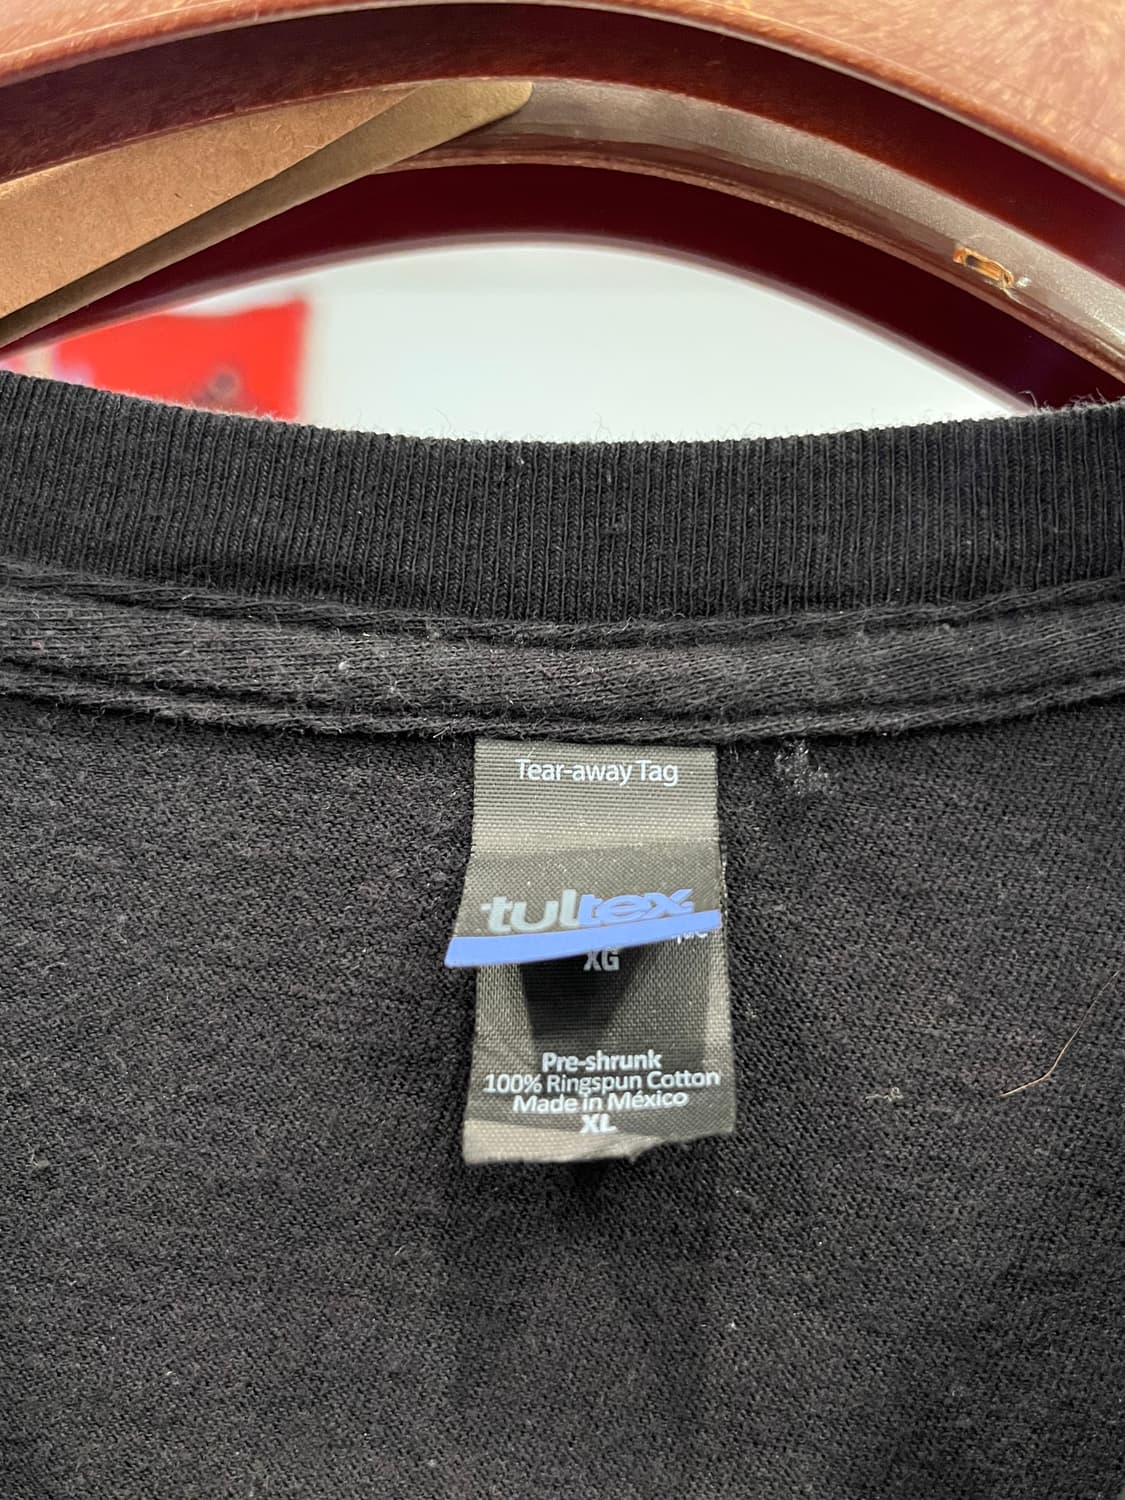 Tear-away Tag
tultex
XG
Pre-shrunk
100% Ringspun Cotton
Made in México
XL